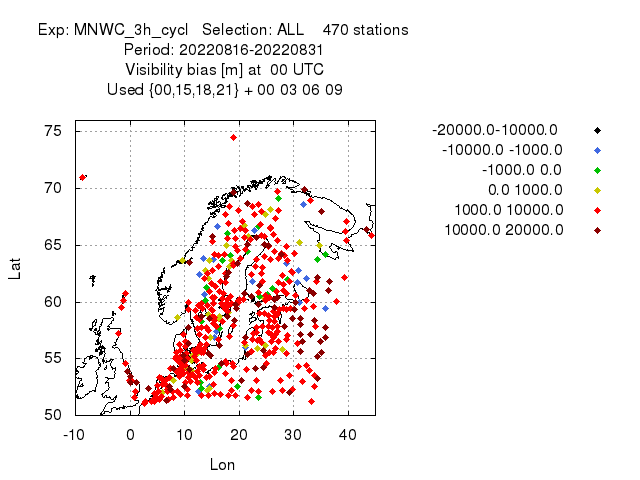 Exp: MNWC_3h_cycl   Selection: ALL    470 stations
Period: 20220816-20220831
Visibility bias [m] at  00 UTC
Used {00,15,18,21} + 00 03 06 09
-20000.0-10000.0
-10000.0 -1000.0
-1000.0 0.0
0.0 1000.0
1000.0 10000.0
10000.0 20000.0
75
70
65
60
55
50
Lat
-10 0 10 20 30 40
Lon